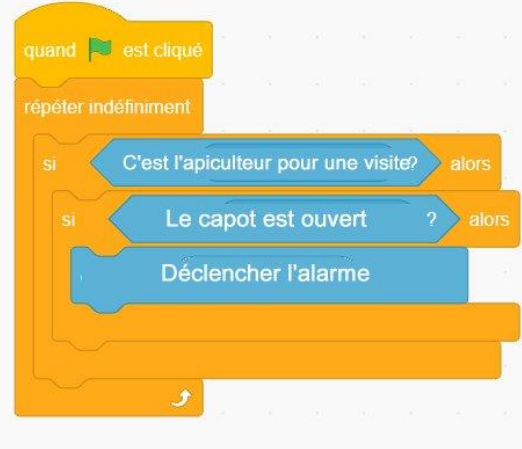 quand est cliqué
répéter indéfiniment
si C'est l'apiculteur pour une visite? alors
si Le capot est ouvert ? alors
Déclencher l'alarme